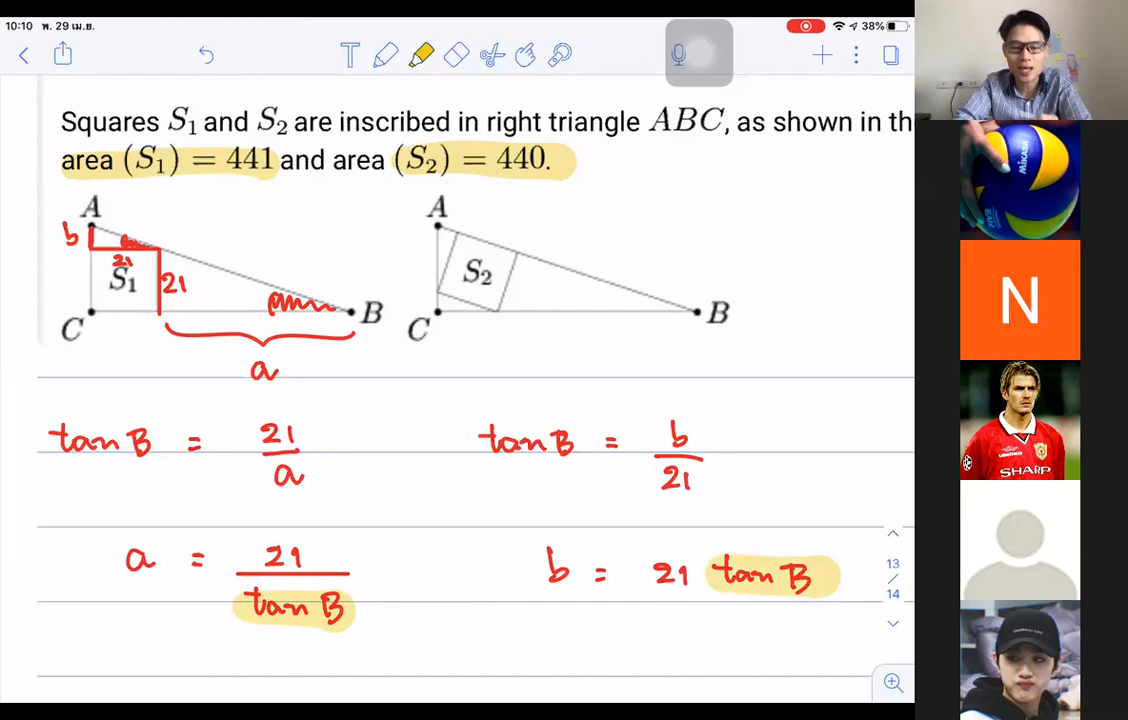 10:10 พ. 29 เม.ย.
38%
T
Squares S₁ and S₂ are inscribed in right triangle ABC, as shown in th
area (S₁) = 441 and area (S₂) = 440.
A
b
21
S₁
21
C
B
a
A
S₂
C
B
tan B = 21/a
tan B = b/21
a = 21/tan B
b = 21 tan B
13
/
14
MIKASA
N
SHARP